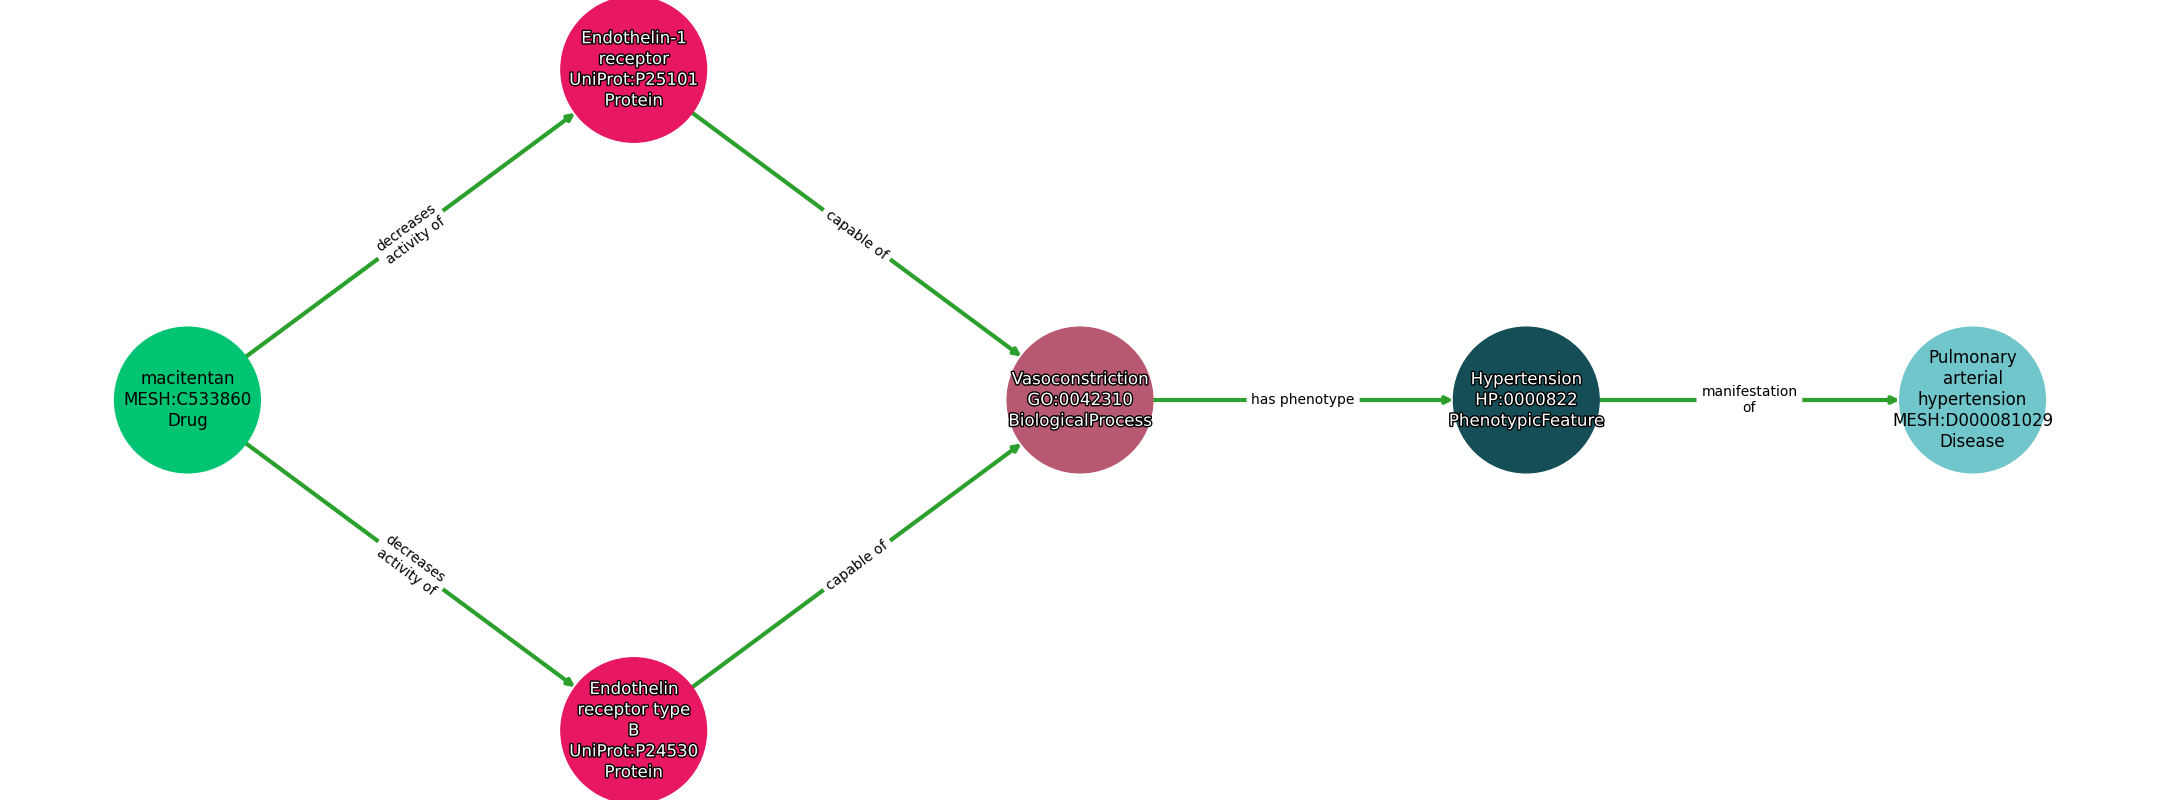 Endothelin-1
receptor
UniProt:P25101
Protein
decreases
activity of
capable of
macitentan
MESH:C533860
Drug
Vasoconstriction
GO:0042310
BiologicalProcess
has phenotype
Hypertension
HP:0000822
PhenotypicFeature
manifestation
of
Pulmonary
arterial
hypertension
MESH:D000081029
Disease
decreases
activity of
capable of
Endothelin
receptor type
B
UniProt:P24530
Protein